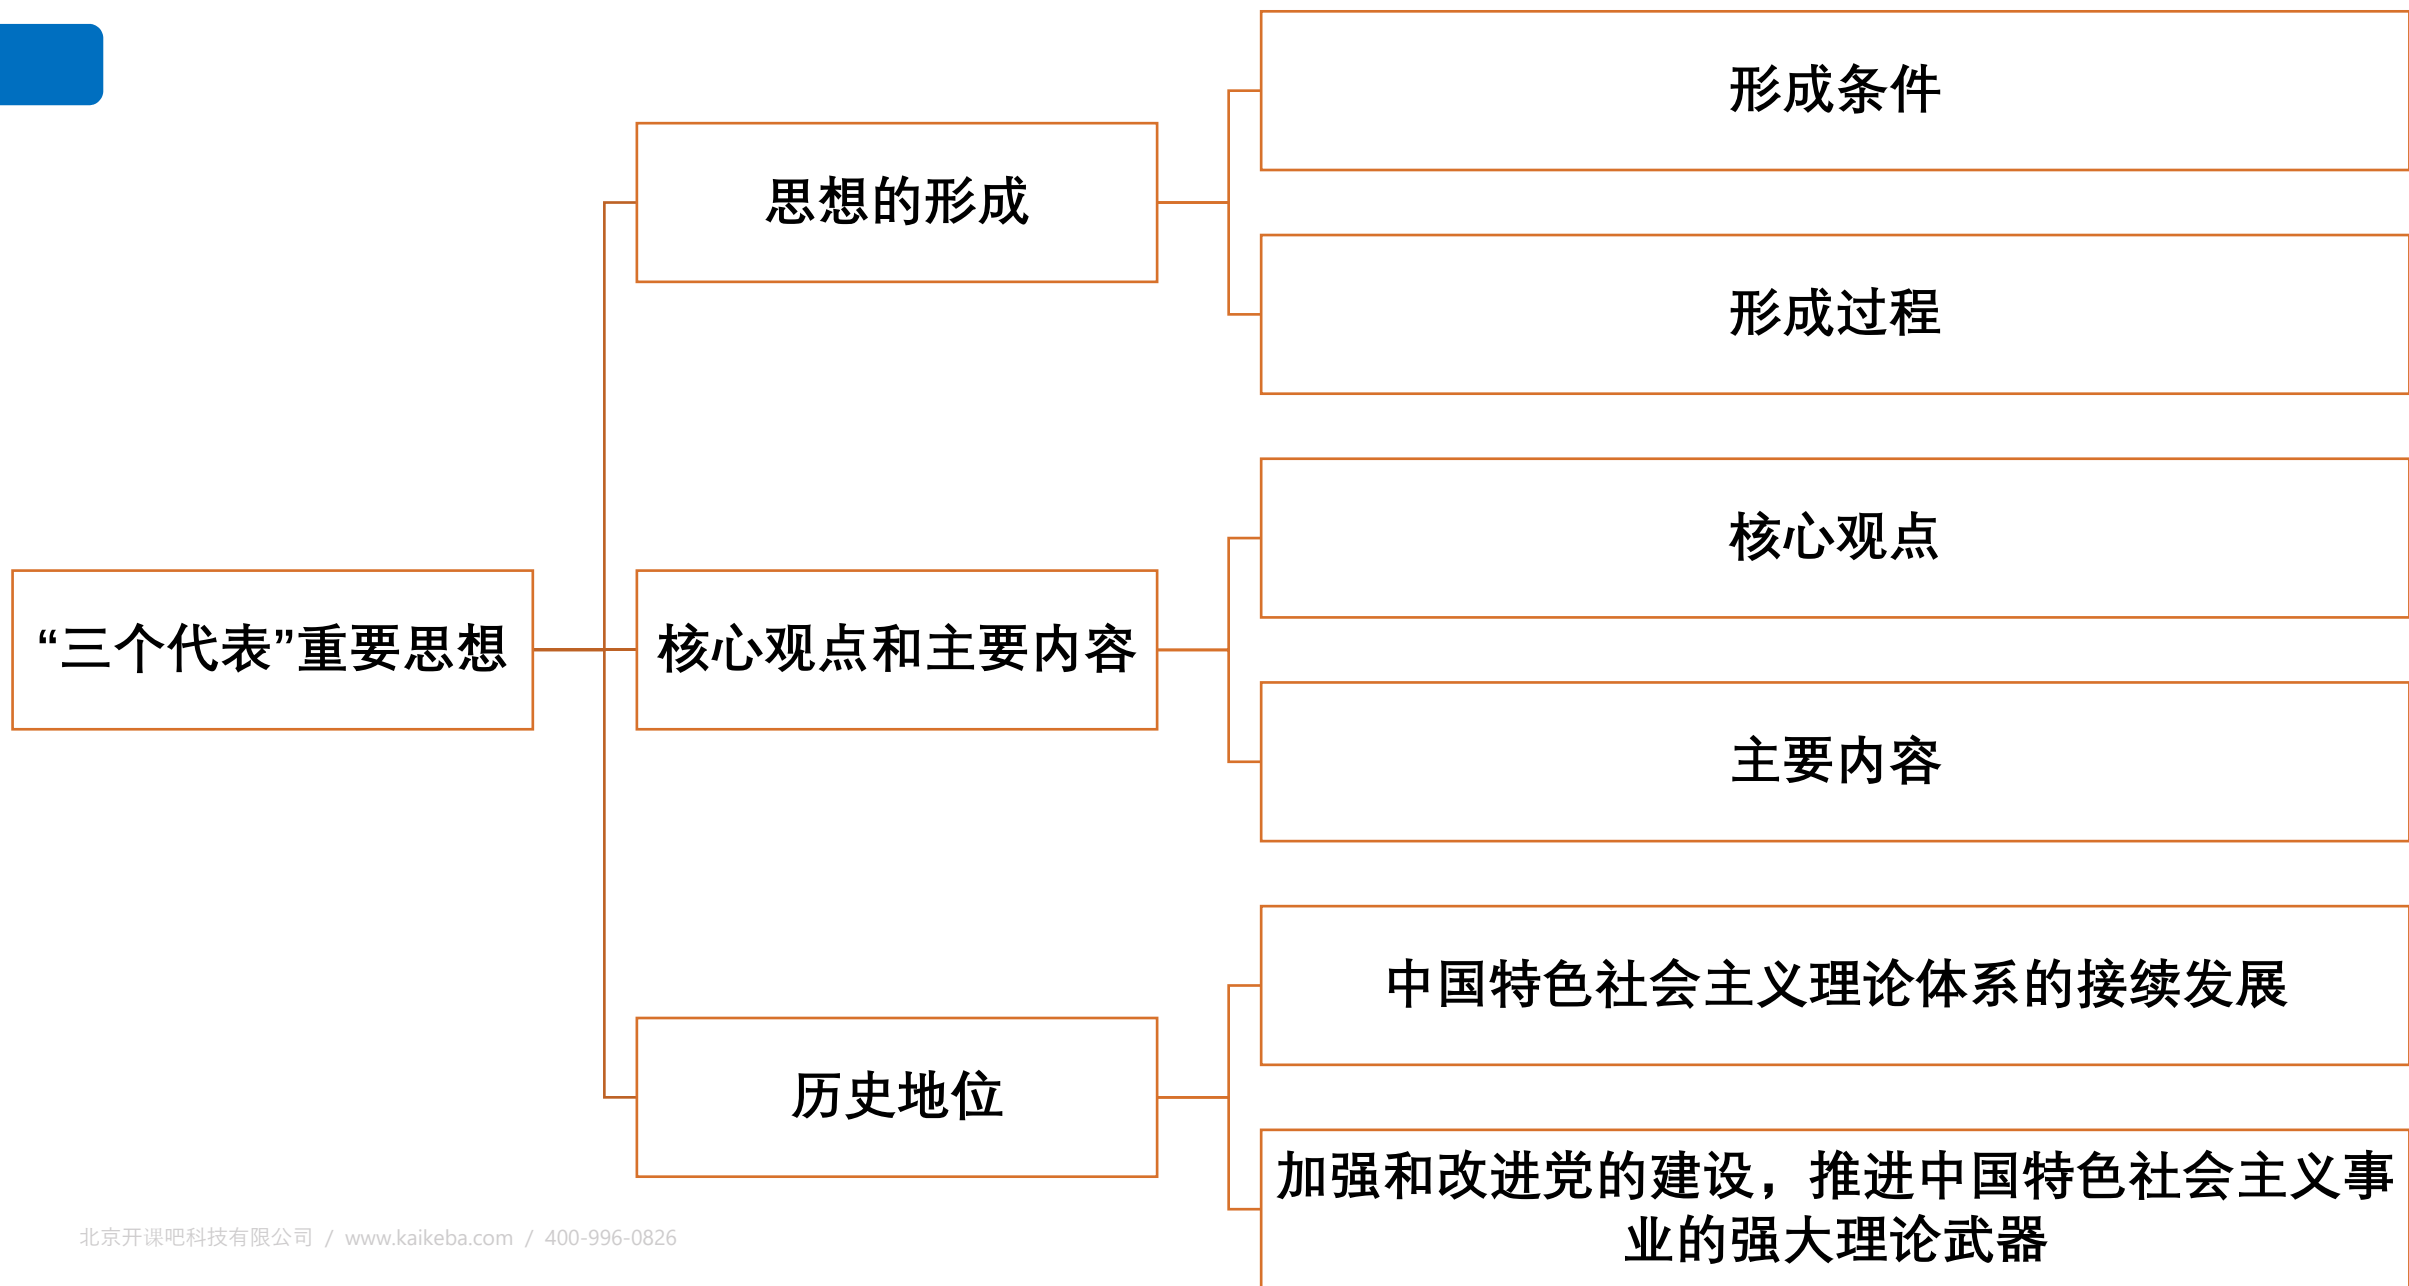 “三个代表”重要思想
思想的形成
形成条件
形成过程
核心观点和主要内容
核心观点
主要内容
历史地位
中国特色社会主义理论体系的接续发展
加强和改进党的建设，推进中国特色社会主义事
业的强大理论武器
北京开课吧科技有限公司 / www.kaikeba.com / 400-996-0826